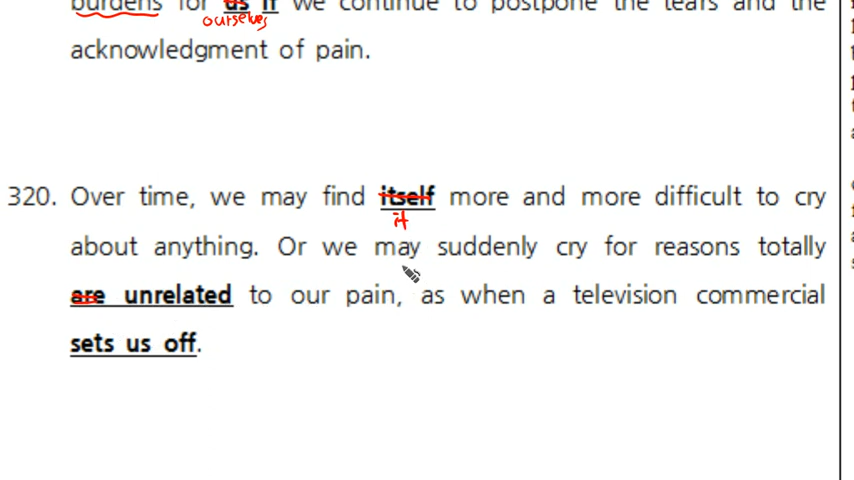 burdens for us if we continue to postpone the tears and the
ourselves
acknowledgment of pain.
320. Over time, we may find itself more and more difficult to cry
it
about anything. Or we may suddenly cry for reasons totally
are unrelated to our pain, as when a television commercial
sets us off.